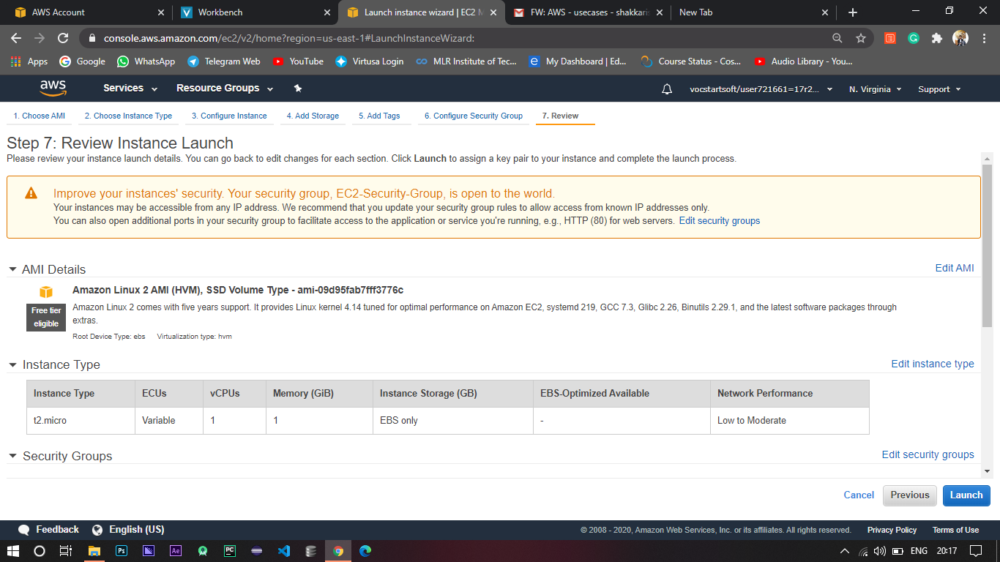 AWS Account
Workbench
Launch instance wizard | EC2 M
FW: AWS - usecases - shakkaris
New Tab
console.aws.amazon.com/ec2/v2/home?region=us-east-1#LaunchInstanceWizard:
Apps
Google
WhatsApp
Telegram Web
YouTube
Virtusa Login
MLR Institute of Tec...
My Dashboard | Ed...
Course Status - Cos...
Audio Library - You...
aws
Services
Resource Groups
vocstartsoft/user721661=17r2...
N. Virginia
Support
1. Choose AMI
2. Choose Instance Type
3. Configure Instance
4. Add Storage
5. Add Tags
6. Configure Security Group
7. Review
Step 7: Review Instance Launch
Please review your instance launch details. You can go back to edit changes for each section. Click Launch to assign a key pair to your instance and complete the launch process.
Improve your instances' security. Your security group, EC2-Security-Group, is open to the world.
Your instances may be accessible from any IP address. We recommend that you update your security group rules to allow access from known IP addresses only.
You can also open additional ports in your security group to facilitate access to the application or service you're running, e.g., HTTP (80) for web servers. Edit security groups
AMI Details
Edit AMI
Amazon Linux 2 AMI (HVM), SSD Volume Type - ami-09d95fab7fff3776c
Free tier
eligible
Amazon Linux 2 comes with five years support. It provides Linux kernel 4.14 tuned for optimal performance on Amazon EC2, systemd 219, GCC 7.3, Glibc 2.26, Binutils 2.29.1, and the latest software packages through
extras.
Root Device Type: ebs Virtualization type: hvm
Instance Type
Edit instance type
Instance Type ECUs vCPUs Memory (GiB) Instance Storage (GB) EBS-Optimized Available Network Performance
t2.micro Variable 1 1 EBS only - Low to Moderate
Security Groups
Edit security groups
Cancel
Previous
Launch
Feedback
English (US)
© 2008 - 2020, Amazon Web Services, Inc. or its affiliates. All rights reserved.
Privacy Policy
Terms of Use
Ps
Ae
PC
ENG
20:17